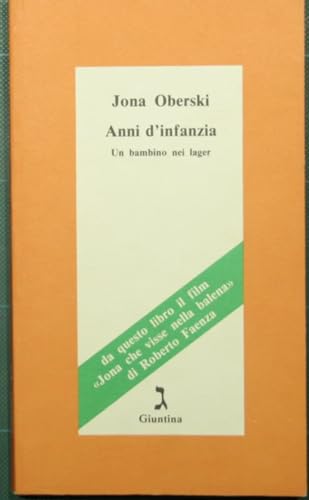 Jona Oberski
Anni d'infanzia
Un bambino nei lager
da questo libro il film
«Jona che visse nella balena»
di Roberto Faenza
ג
Giuntina